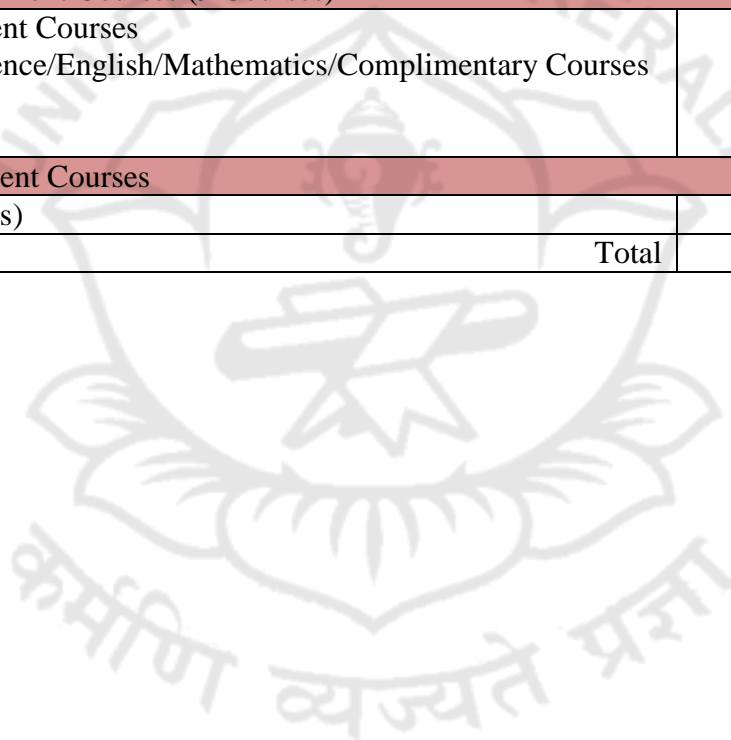 ent Courses
ence/English/Mathematics/Complimentary Courses
ent Courses
s)
Total
कर्मणि व्यज्यते प्रज्ञा